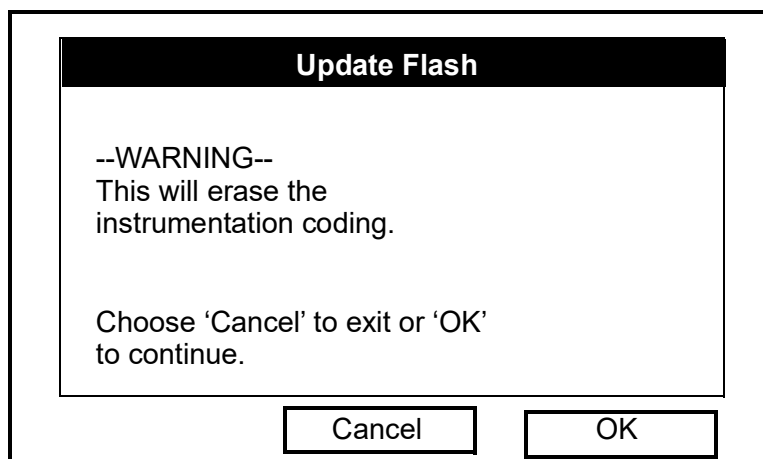 Update Flash
--WARNING--
This will erase the
instrumentation coding.
Choose ‘Cancel’ to exit or ‘OK’
to continue.
Cancel
OK